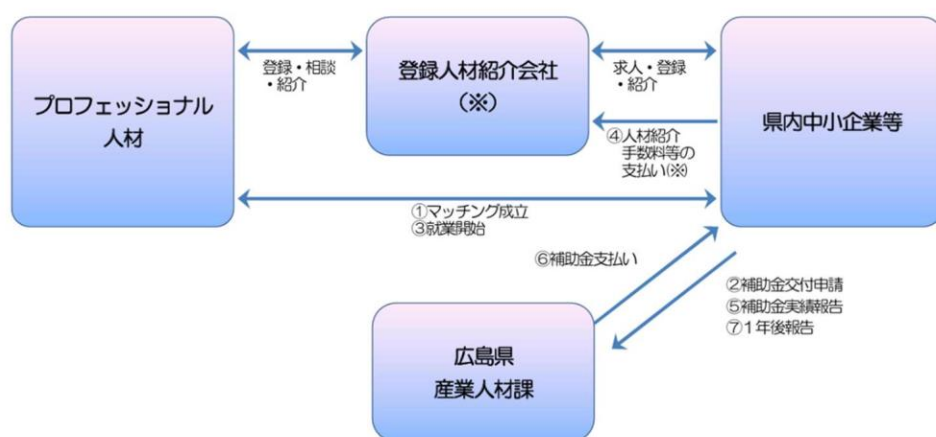 プロフェッショナル
人材
登録・相談
・紹介
登録人材紹介会社
(※)
求人・登録
・紹介
県内中小企業等
④人材紹介
手数料等の
支払い(※)
①マッチング成立
③就業開始
⑥補助金支払い
②補助金交付申請
⑤補助金実績報告
⑦1年後報告
広島県
産業人材課